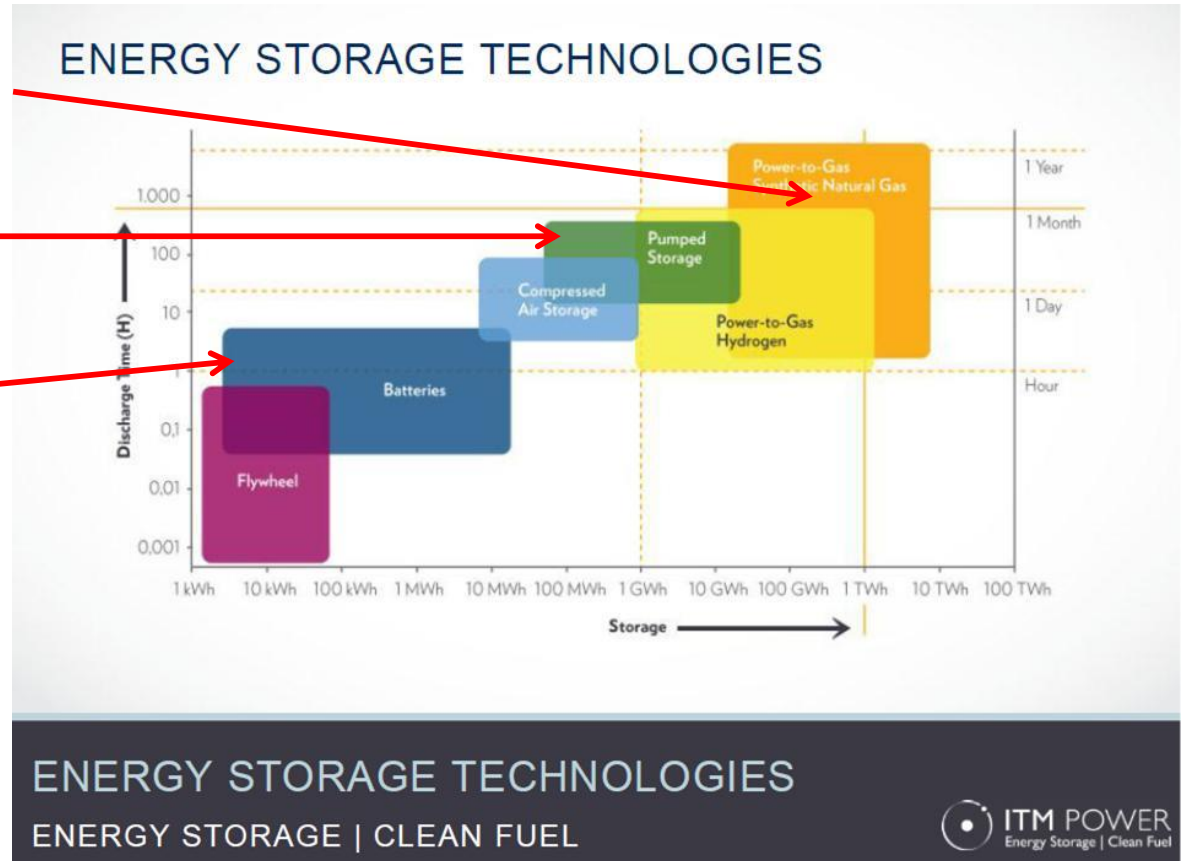 ENERGY STORAGE TECHNOLOGIES
Power-to-Gas
Synthetic Natural Gas
1 Year
1.000
1 Month
Pumped
Storage
100
Compressed
Air Storage
1 Day
10
Power-to-Gas
Hydrogen
Discharge Time (H)
1
Hour
Batteries
0,1
Flywheel
0,01
0,001
1 kWh 10 kWh 100 kWh 1 MWh 10 MWh 100 MWh 1 GWh 10 GWh 100 GWh 1 TWh 10 TWh 100 TWh
Storage
ENERGY STORAGE TECHNOLOGIES
ENERGY STORAGE | CLEAN FUEL
ITM POWER
Energy Storage | Clean Fuel